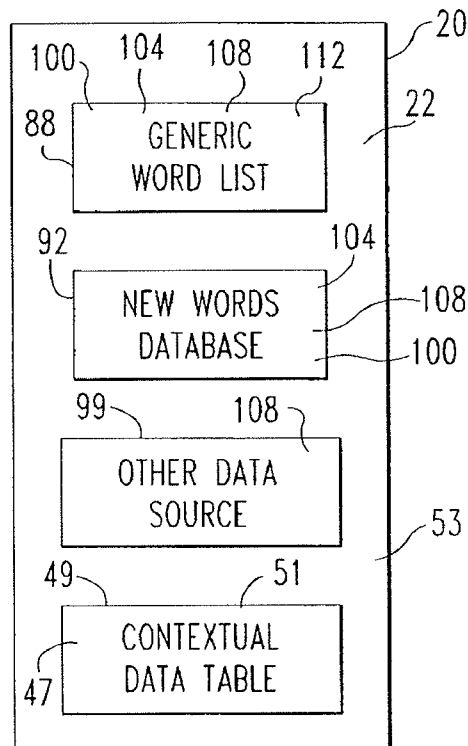 20
100 104 108 112
22
88
GENERIC
WORD LIST
92
104
NEW WORDS
DATABASE
108
100
99
108
OTHER DATA
SOURCE
53
49
51
CONTEXTUAL
DATA TABLE
47